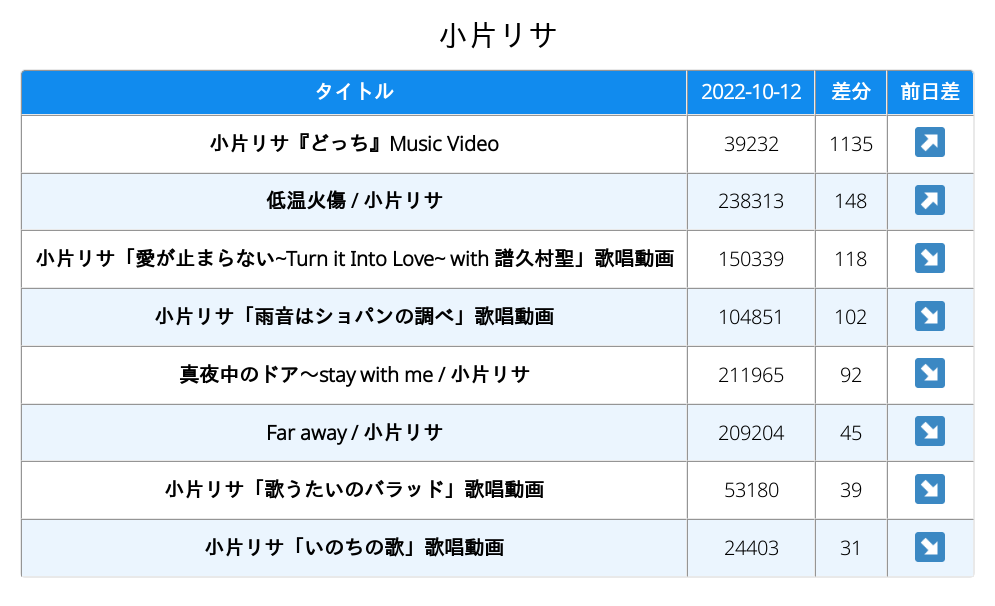 小片リサ
タイトル 2022-10-12 差分 前日差
小片リサ『どっち』Music Video 39232 1135 ↗
低温火傷 / 小片リサ 238313 148 ↗
小片リサ「愛が止まらない~Turn it Into Love~ with 譜久村聖」歌唱動画 150339 118 ↘
小片リサ「雨音はショパンの調べ」歌唱動画 104851 102 ↘
真夜中のドア〜stay with me / 小片リサ 211965 92 ↘
Far away / 小片リサ 209204 45 ↘
小片リサ「歌うたいのバラッド」歌唱動画 53180 39 ↘
小片リサ「いのちの歌」歌唱動画 24403 31 ↘